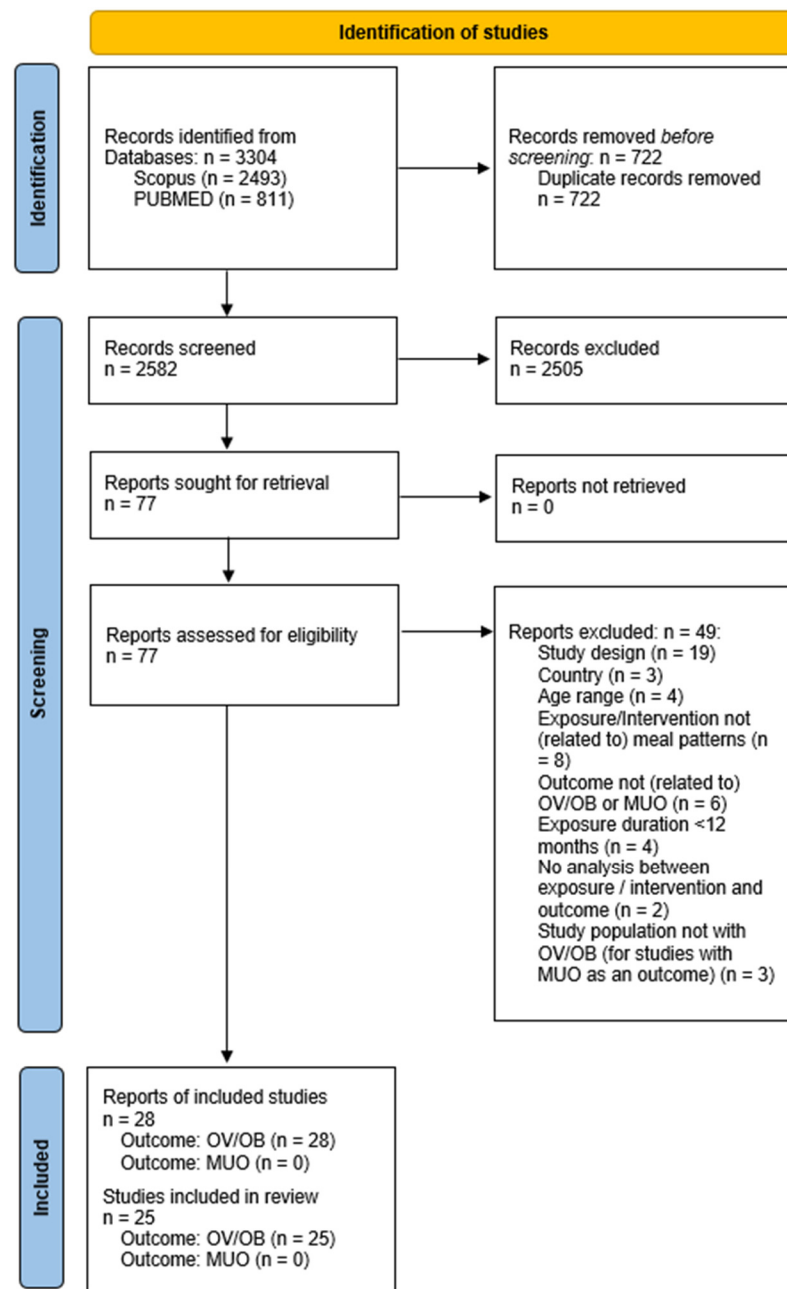 Identification of studies
Identification
Records identified from
Databases: n = 3304
Scopus (n = 2493)
PUBMED (n = 811)
Records removed before
screening: n = 722
Duplicate records removed
n = 722
Screening
Records screened
n = 2582
Records excluded
n = 2505
Reports sought for retrieval
n = 77
Reports not retrieved
n = 0
Reports assessed for eligibility
n = 77
Reports excluded: n = 49:
Study design (n = 19)
Country (n = 3)
Age range (n = 4)
Exposure/Intervention not
(related to) meal patterns (n
= 8)
Outcome not (related to)
OV/OB or MUO (n = 6)
Exposure duration <12
months (n = 4)
No analysis between
exposure / intervention and
outcome (n = 2)
Study population not with
OV/OB (for studies with
MUO as an outcome) (n = 3)
Included
Reports of included studies
n = 28
Outcome: OV/OB (n = 28)
Outcome: MUO (n = 0)
Studies included in review
n = 25
Outcome: OV/OB (n = 25)
Outcome: MUO (n = 0)